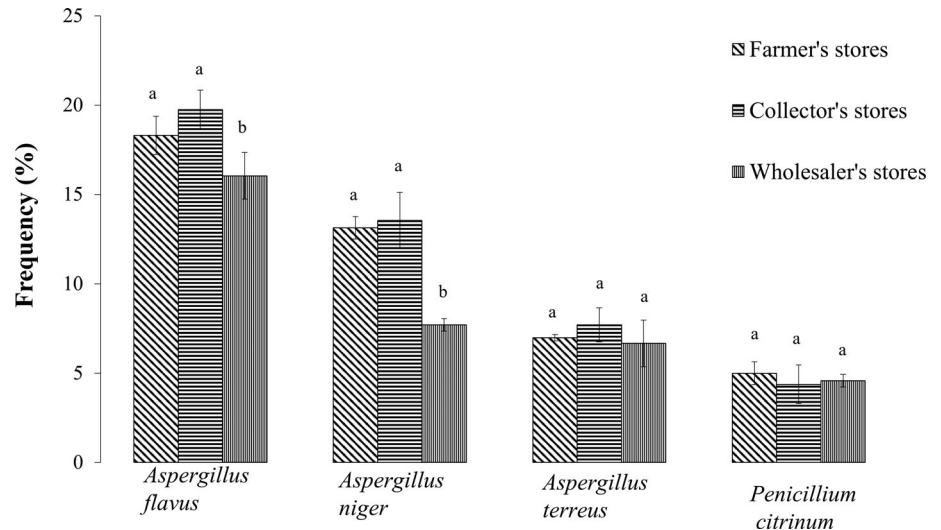 25
20
15
10
5
0
Frequency (%)
Farmer's stores
Collector's stores
Wholesaler's stores
a
a
b
a
a
b
a
a
a
a
a
a
Aspergillus
flavus
Aspergillus
niger
Aspergillus
terreus
Penicillium
citrinum